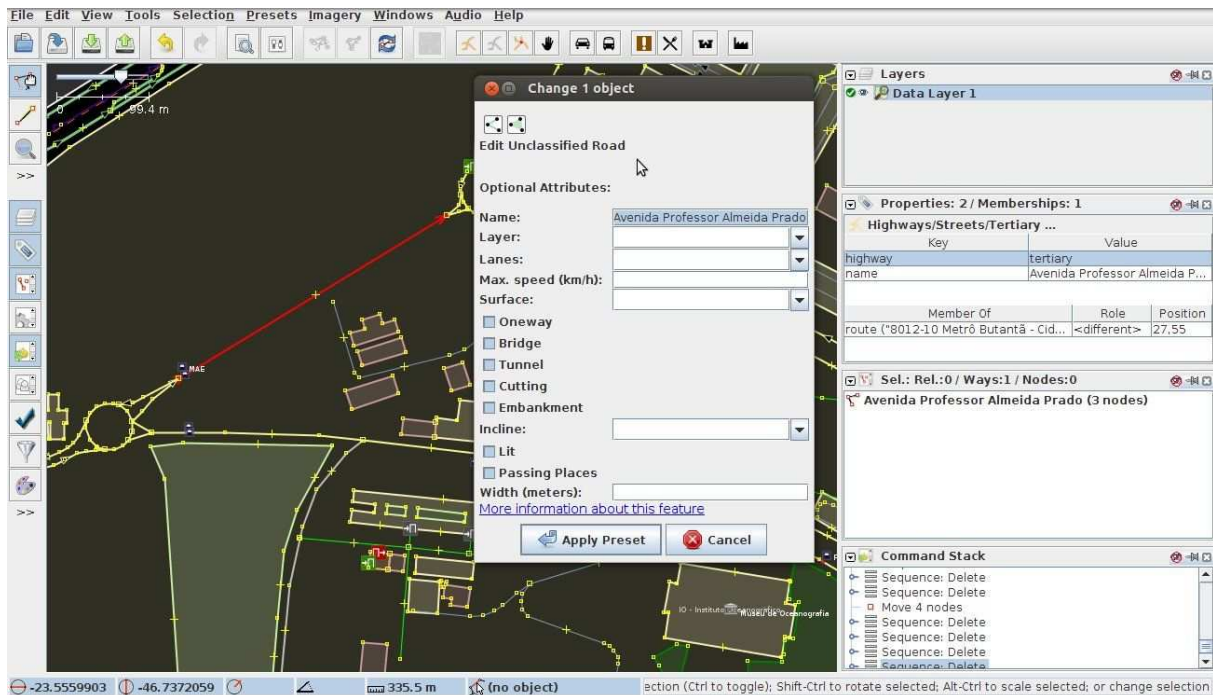 File Edit View Tools Selection Presets Imagery Windows Audio Help
0 99.4 m
MAE
IO - Instituto Oceanográfico
Museu de Oceanografia
Change 1 object
Edit Unclassified Road
Optional Attributes:
Name: Avenida Professor Almeida Prado
Layer:
Lanes:
Max. speed (km/h):
Surface:
Oneway
Bridge
Tunnel
Cutting
Embankment
Incline:
Lit
Passing Places
Width (meters):
More information about this feature
Apply Preset Cancel
Layers
Data Layer 1
Properties: 2 / Memberships: 1
Highways/Streets/Tertiary ...
Key Value
highway tertiary
name Avenida Professor Almeida P...
Member Of Role Position
route ("8012-10 Metrô Butantã - Cid... <different> 27,55
Sel.: Rel.:0 / Ways:1 / Nodes:0
Avenida Professor Almeida Prado (3 nodes)
Command Stack
Sequence: Delete
Sequence: Delete
Move 4 nodes
Sequence: Delete
Sequence: Delete
Sequence: Delete
Sequence: Delete
>>
>>
-23.5559903 -46.7372059 335.5 m (no object) ection (Ctrl to toggle); Shift-Ctrl to rotate selected; Alt-Ctrl to scale selected; or change selection